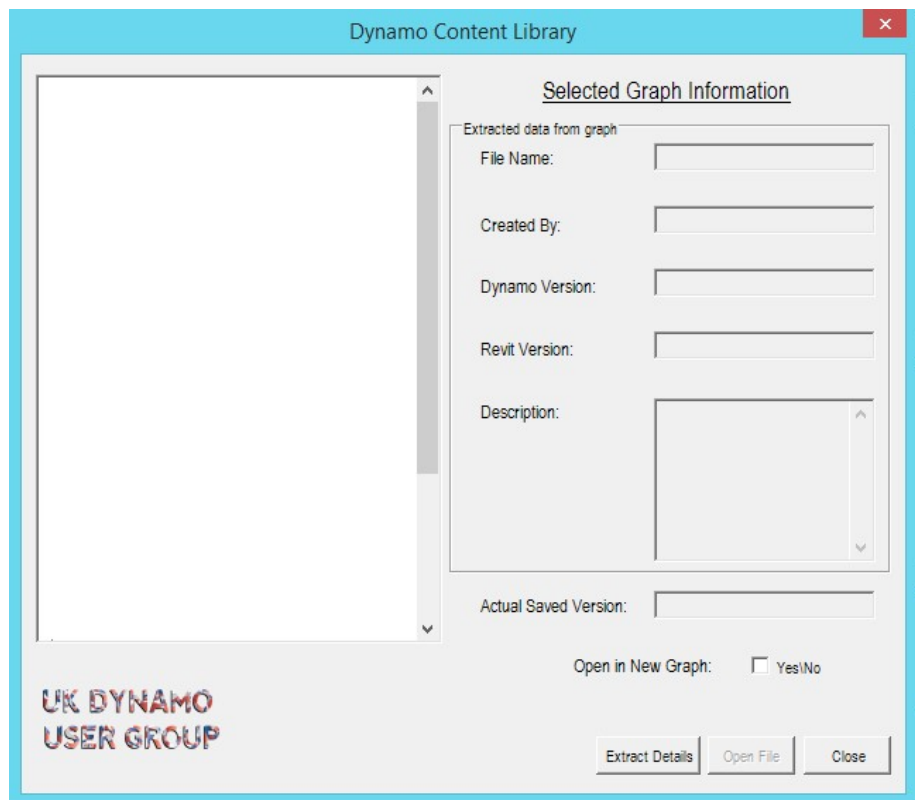 Dynamo Content Library
Selected Graph Information
Extracted data from graph
File Name:
Created By:
Dynamo Version:
Revit Version:
Description:
Actual Saved Version:
Open in New Graph:
Yes\No
UK DYNAMO
USER GROUP
Extract Details
Open File
Close